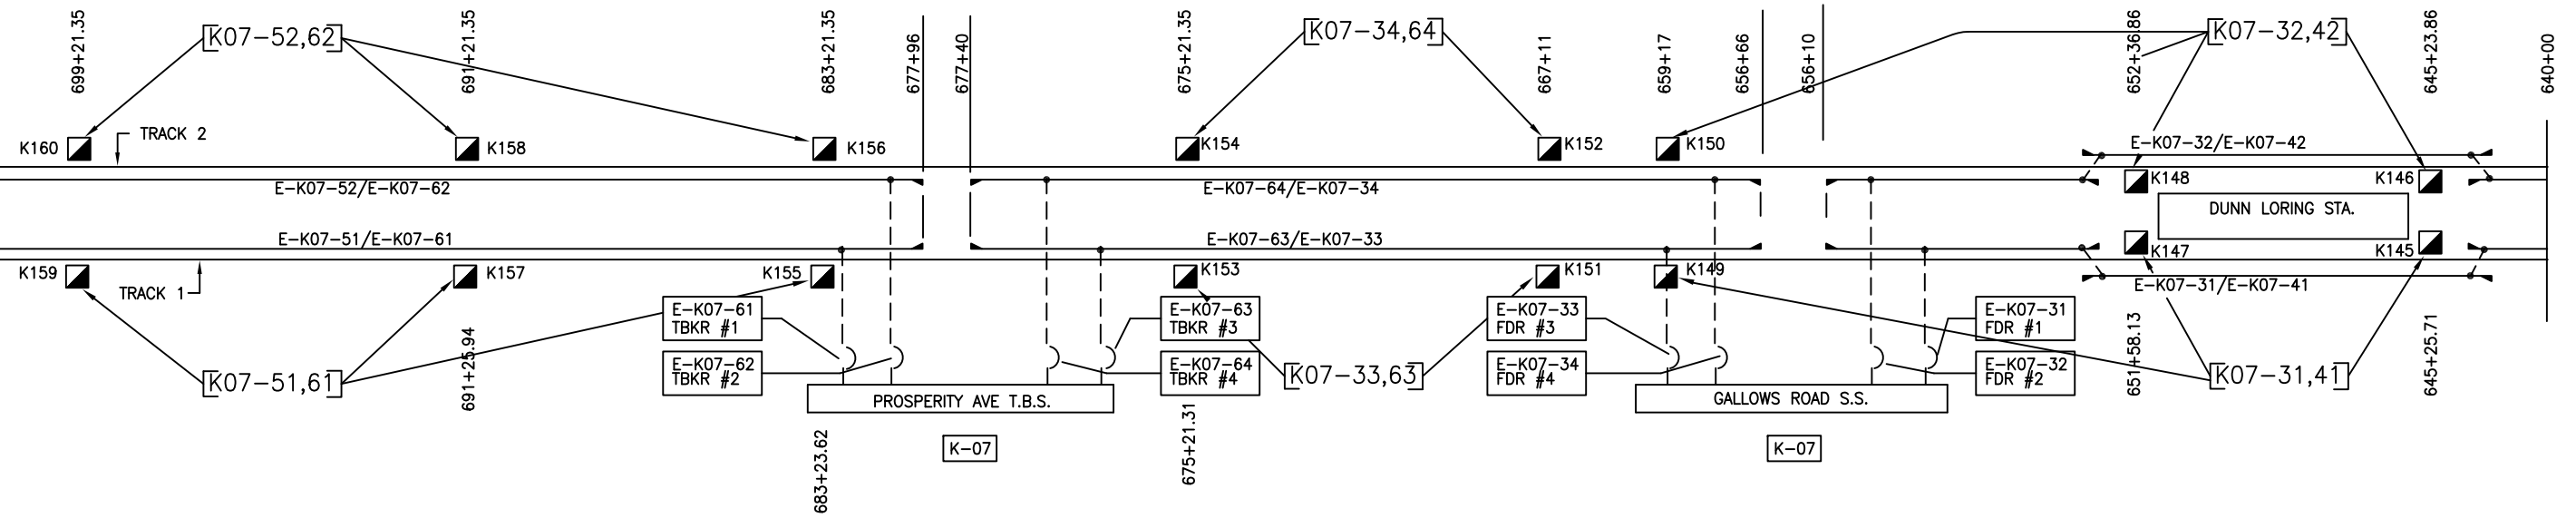 699+21.35
K07-52,62
691+21.35
683+21.35
677+96
677+40
675+21.35
K07-34,64
667+11
659+17
656+66
656+10
652+36.86
K07-32,42
645+23.86
640+00
K160
TRACK 2
K158
K156
K154
K152
K150
E-K07-32/E-K07-42
E-K07-52/E-K07-62
E-K07-64/E-K07-34
K148
K146
DUNN LORING STA.
E-K07-51/E-K07-61
E-K07-63/E-K07-33
K147
K145
K159
TRACK 1
K157
K155
K153
K151
K149
E-K07-31/E-K07-41
E-K07-61
TBKR #1
E-K07-63
TBKR #3
E-K07-33
FDR #3
E-K07-31
FDR #1
691+25.94
K07-51,61
E-K07-62
TBKR #2
E-K07-64
TBKR #4
K07-33,63
E-K07-34
FDR #4
E-K07-32
FDR #2
651+58.13
K07-31,41
645+25.71
PROSPERITY AVE T.B.S.
GALLOWS ROAD S.S.
683+23.62
K-07
675+21.31
K-07